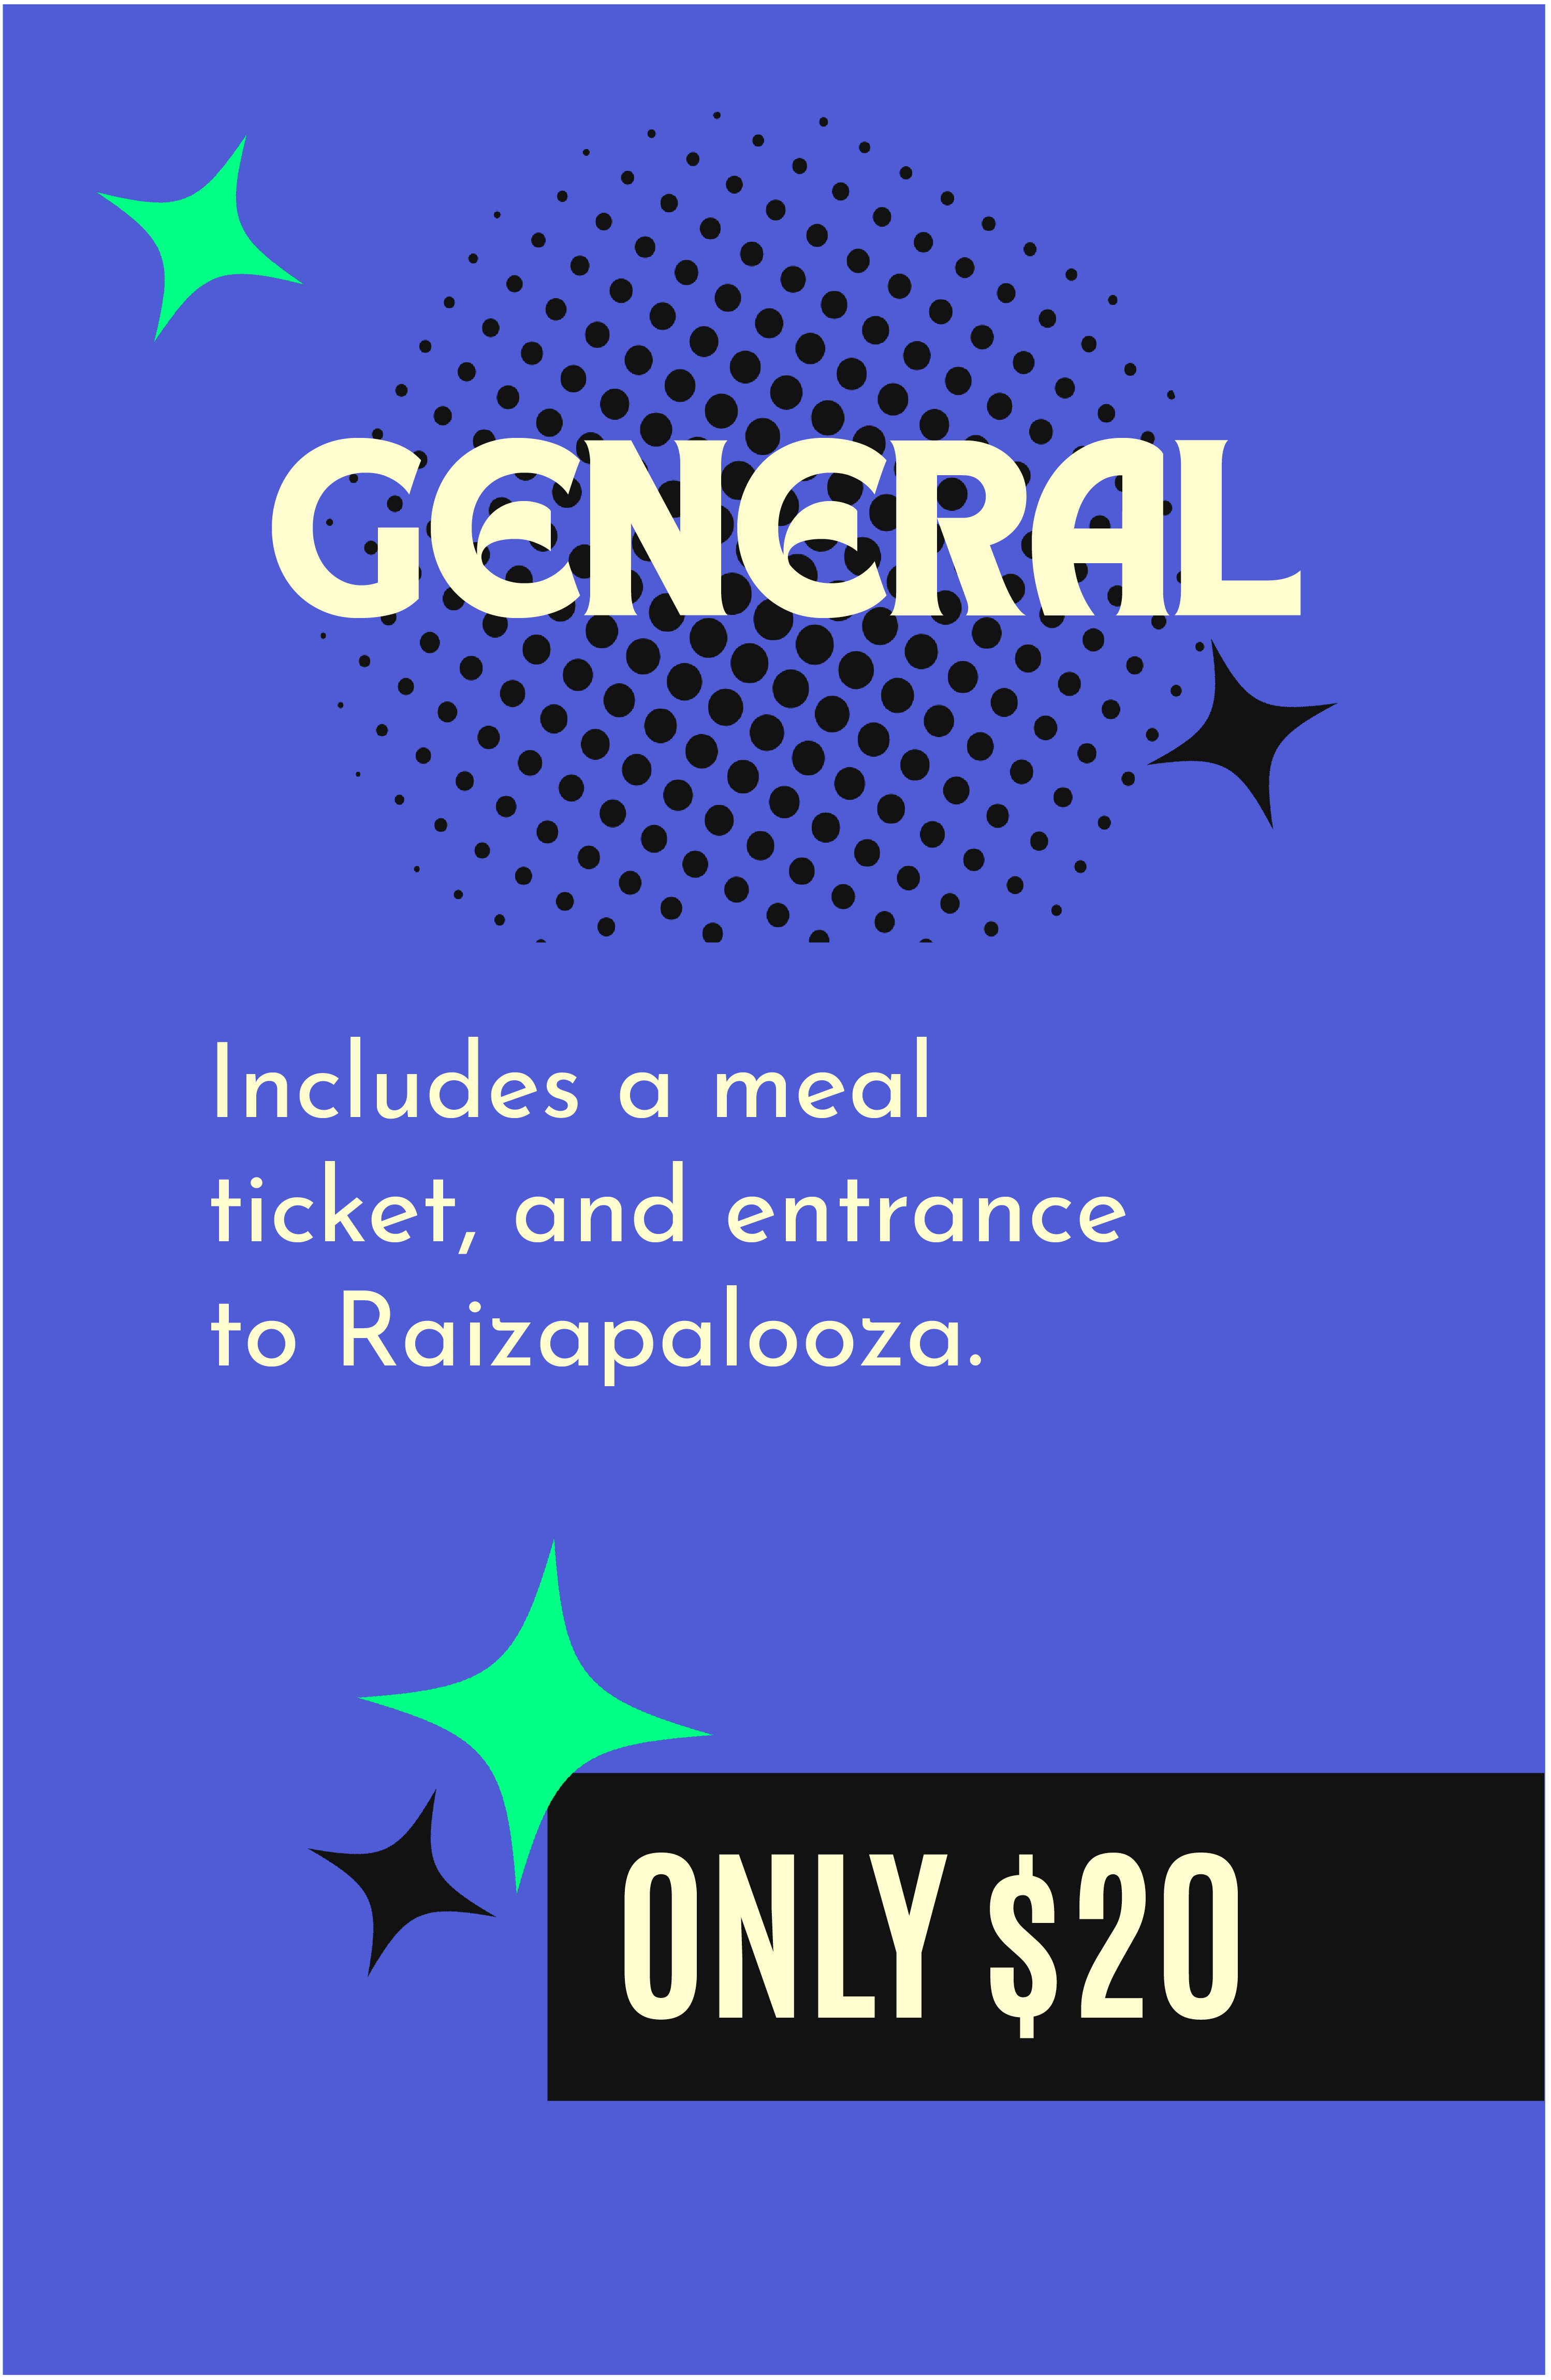 GENERAL
Includes a meal
ticket, and entrance
to Raizapalooza.
ONLY $20